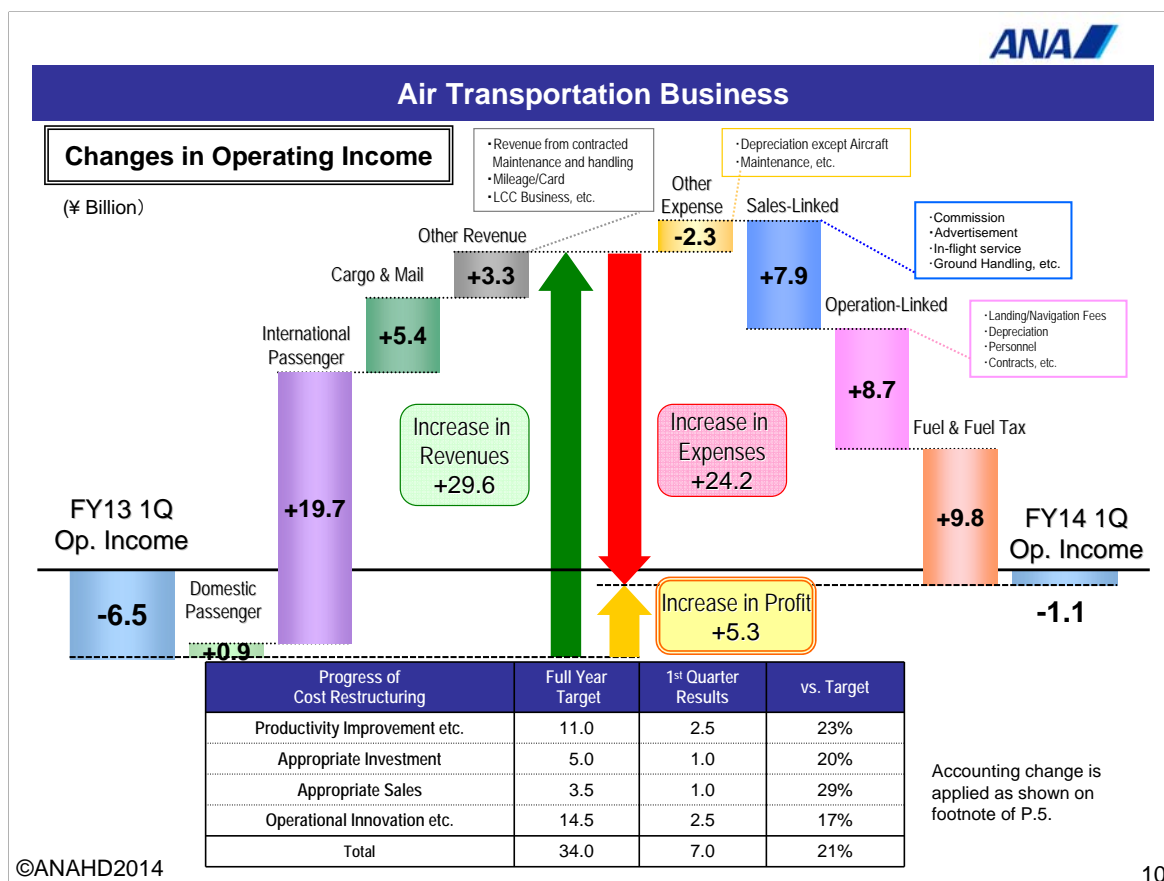 ANA
Air Transportation Business
Changes in Operating Income
(¥ Billion）
・Revenue from contracted
Maintenance and handling
・Mileage/Card
・LCC Business, etc.
・Depreciation except Aircraft
・Maintenance, etc.
Other
Expense
-2.3
Sales-Linked
+7.9
・Commission
・Advertisement
・In-flight service
・Ground Handling, etc.
Other Revenue
+3.3
Cargo & Mail
+5.4
Operation-Linked
+8.7
・Landing/Navigation Fees
・Depreciation
・Personnel
・Contracts, etc.
International
Passenger
+19.7
Increase in
Revenues
+29.6
Increase in
Expenses
+24.2
Fuel & Fuel Tax
+9.8
FY13 1Q
Op. Income
-6.5
Domestic
Passenger
+0.9
Increase in Profit
+5.3
FY14 1Q
Op. Income
-1.1
Progress of
Cost Restructuring
Full Year
Target
1st Quarter
Results
vs. Target
Productivity Improvement etc. 11.0 2.5 23%
Appropriate Investment 5.0 1.0 20%
Appropriate Sales 3.5 1.0 29%
Operational Innovation etc. 14.5 2.5 17%
Total 34.0 7.0 21%
Accounting change is
applied as shown on
footnote of P.5.
©ANAHD2014
10